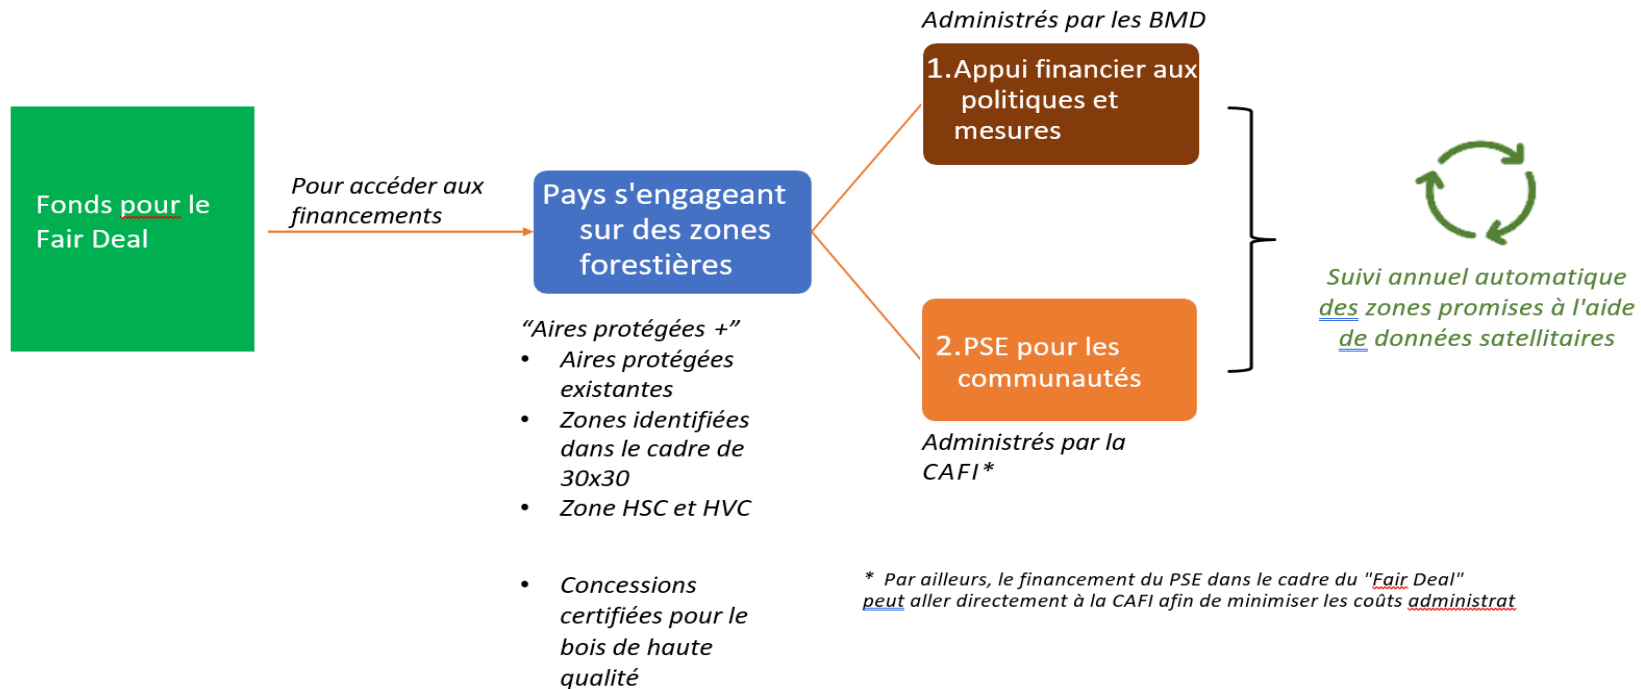 Fonds pour le
Fair Deal
Pour accéder aux
financements
Pays s'engageant
sur des zones
forestières
“Aires protégées +”
• Aires protégées
existantes
• Zones identifiées
dans le cadre de
30x30
• Zone HSC et HVC
• Concessions
certifiées pour le
bois de haute
qualité
Administrés par les BMD
1.Appui financier aux
politiques et
mesures
2.PSE pour les
communautés
Administrés par la
CAFI*
Suivi annuel automatique
des zones promises à l'aide
de données satellitaires
* Par ailleurs, le financement du PSE dans le cadre du "Fair Deal"
peut aller directement à la CAFI afin de minimiser les coûts administrat